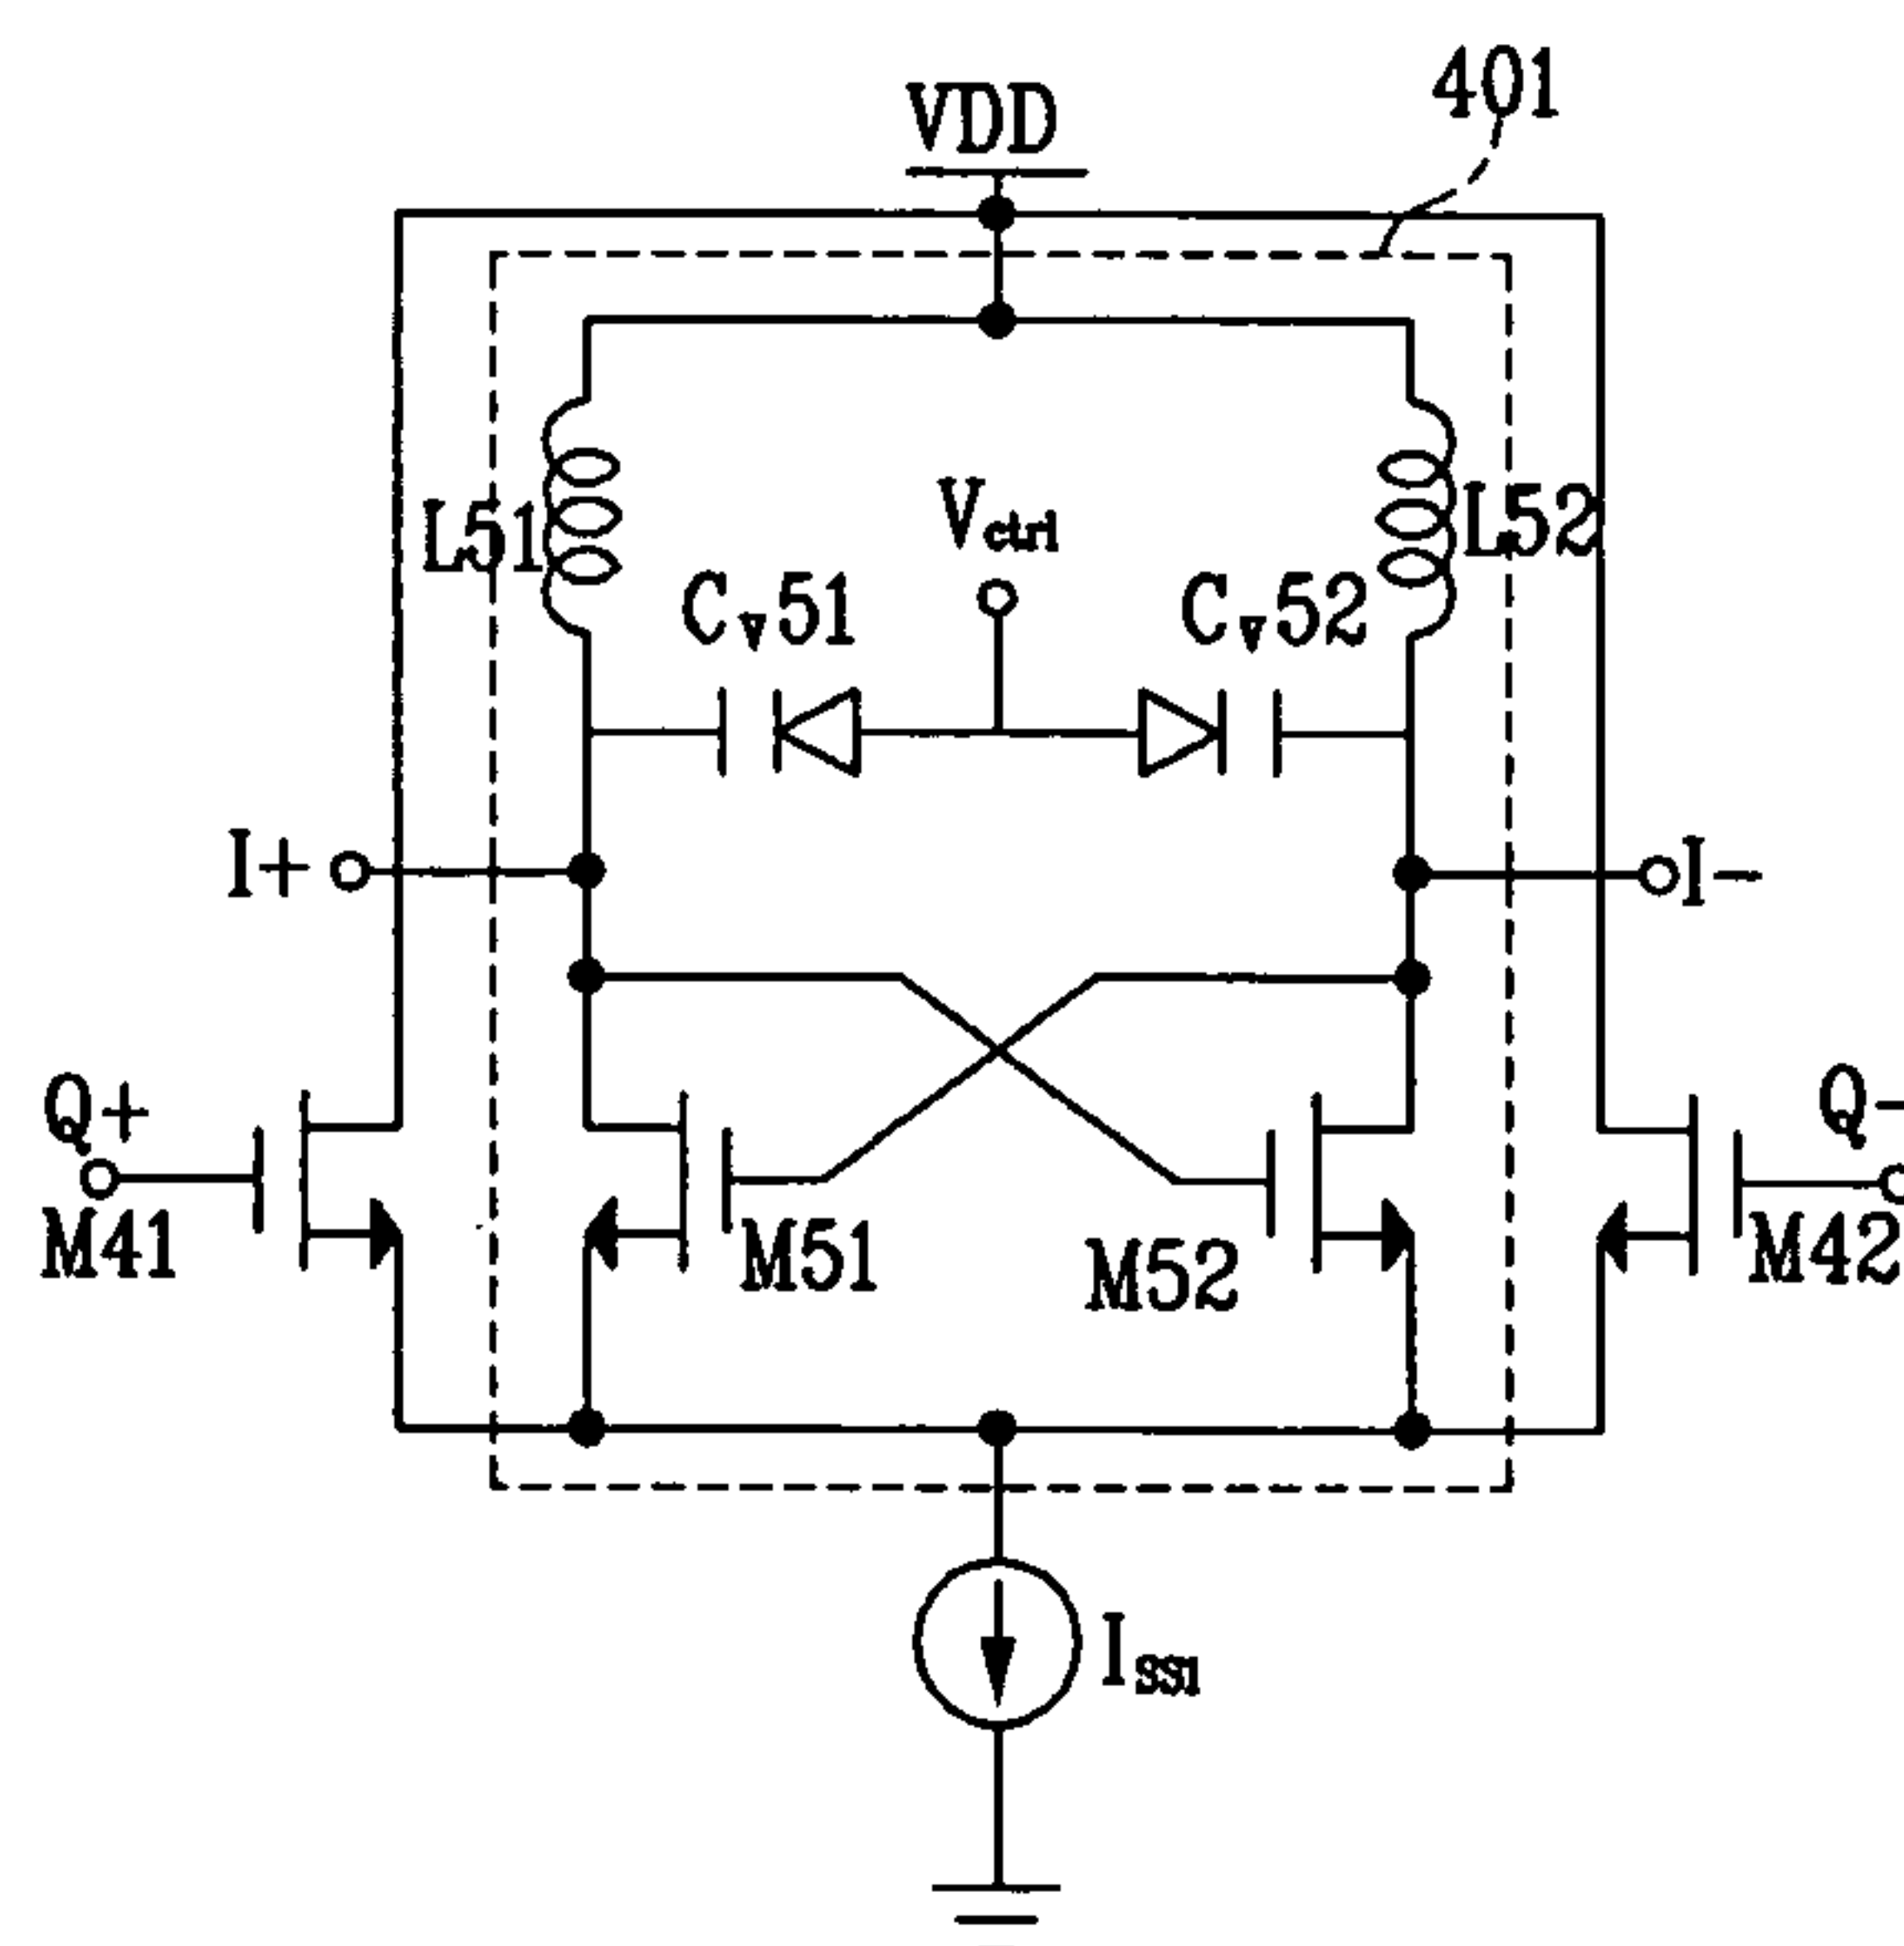 401
VDD
L51
Vctrl
L52
Cv51
Cv52
I+
I-
Q+
Q-
M41
M51
M52
M42
Iss1